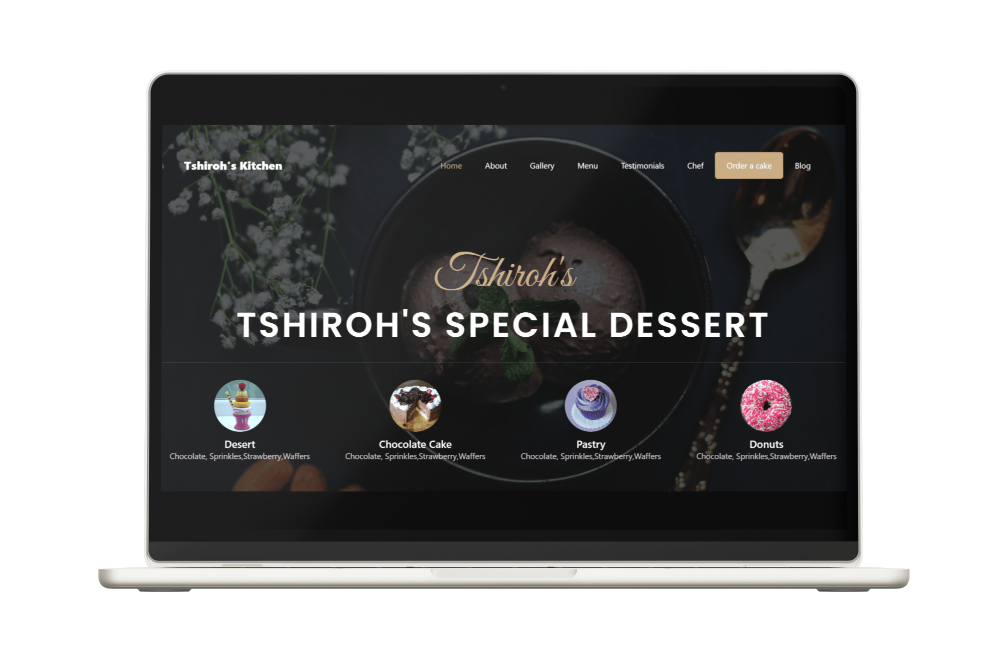 Tshiroh's Kitchen
Home About Gallery Menu Testimonials Chef Order a cake Blog
Tshiroh's
TSHIROH'S SPECIAL DESSERT
Desert Chocolate Cake Pastry Donuts
Chocolate, Sprinkles,Strawberry,Waffers Chocolate, Sprinkles,Strawberry,Waffers Chocolate, Sprinkles,Strawberry,Waffers Chocolate, Sprinkles,Strawberry,Waffers